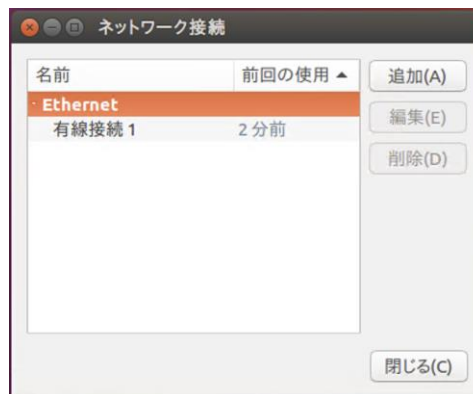 ネットワーク接続
名前 前回の使用 追加(A)
Ethernet 編集(E)
有線接続 1 2 分前
削除(D)
閉じる(C)